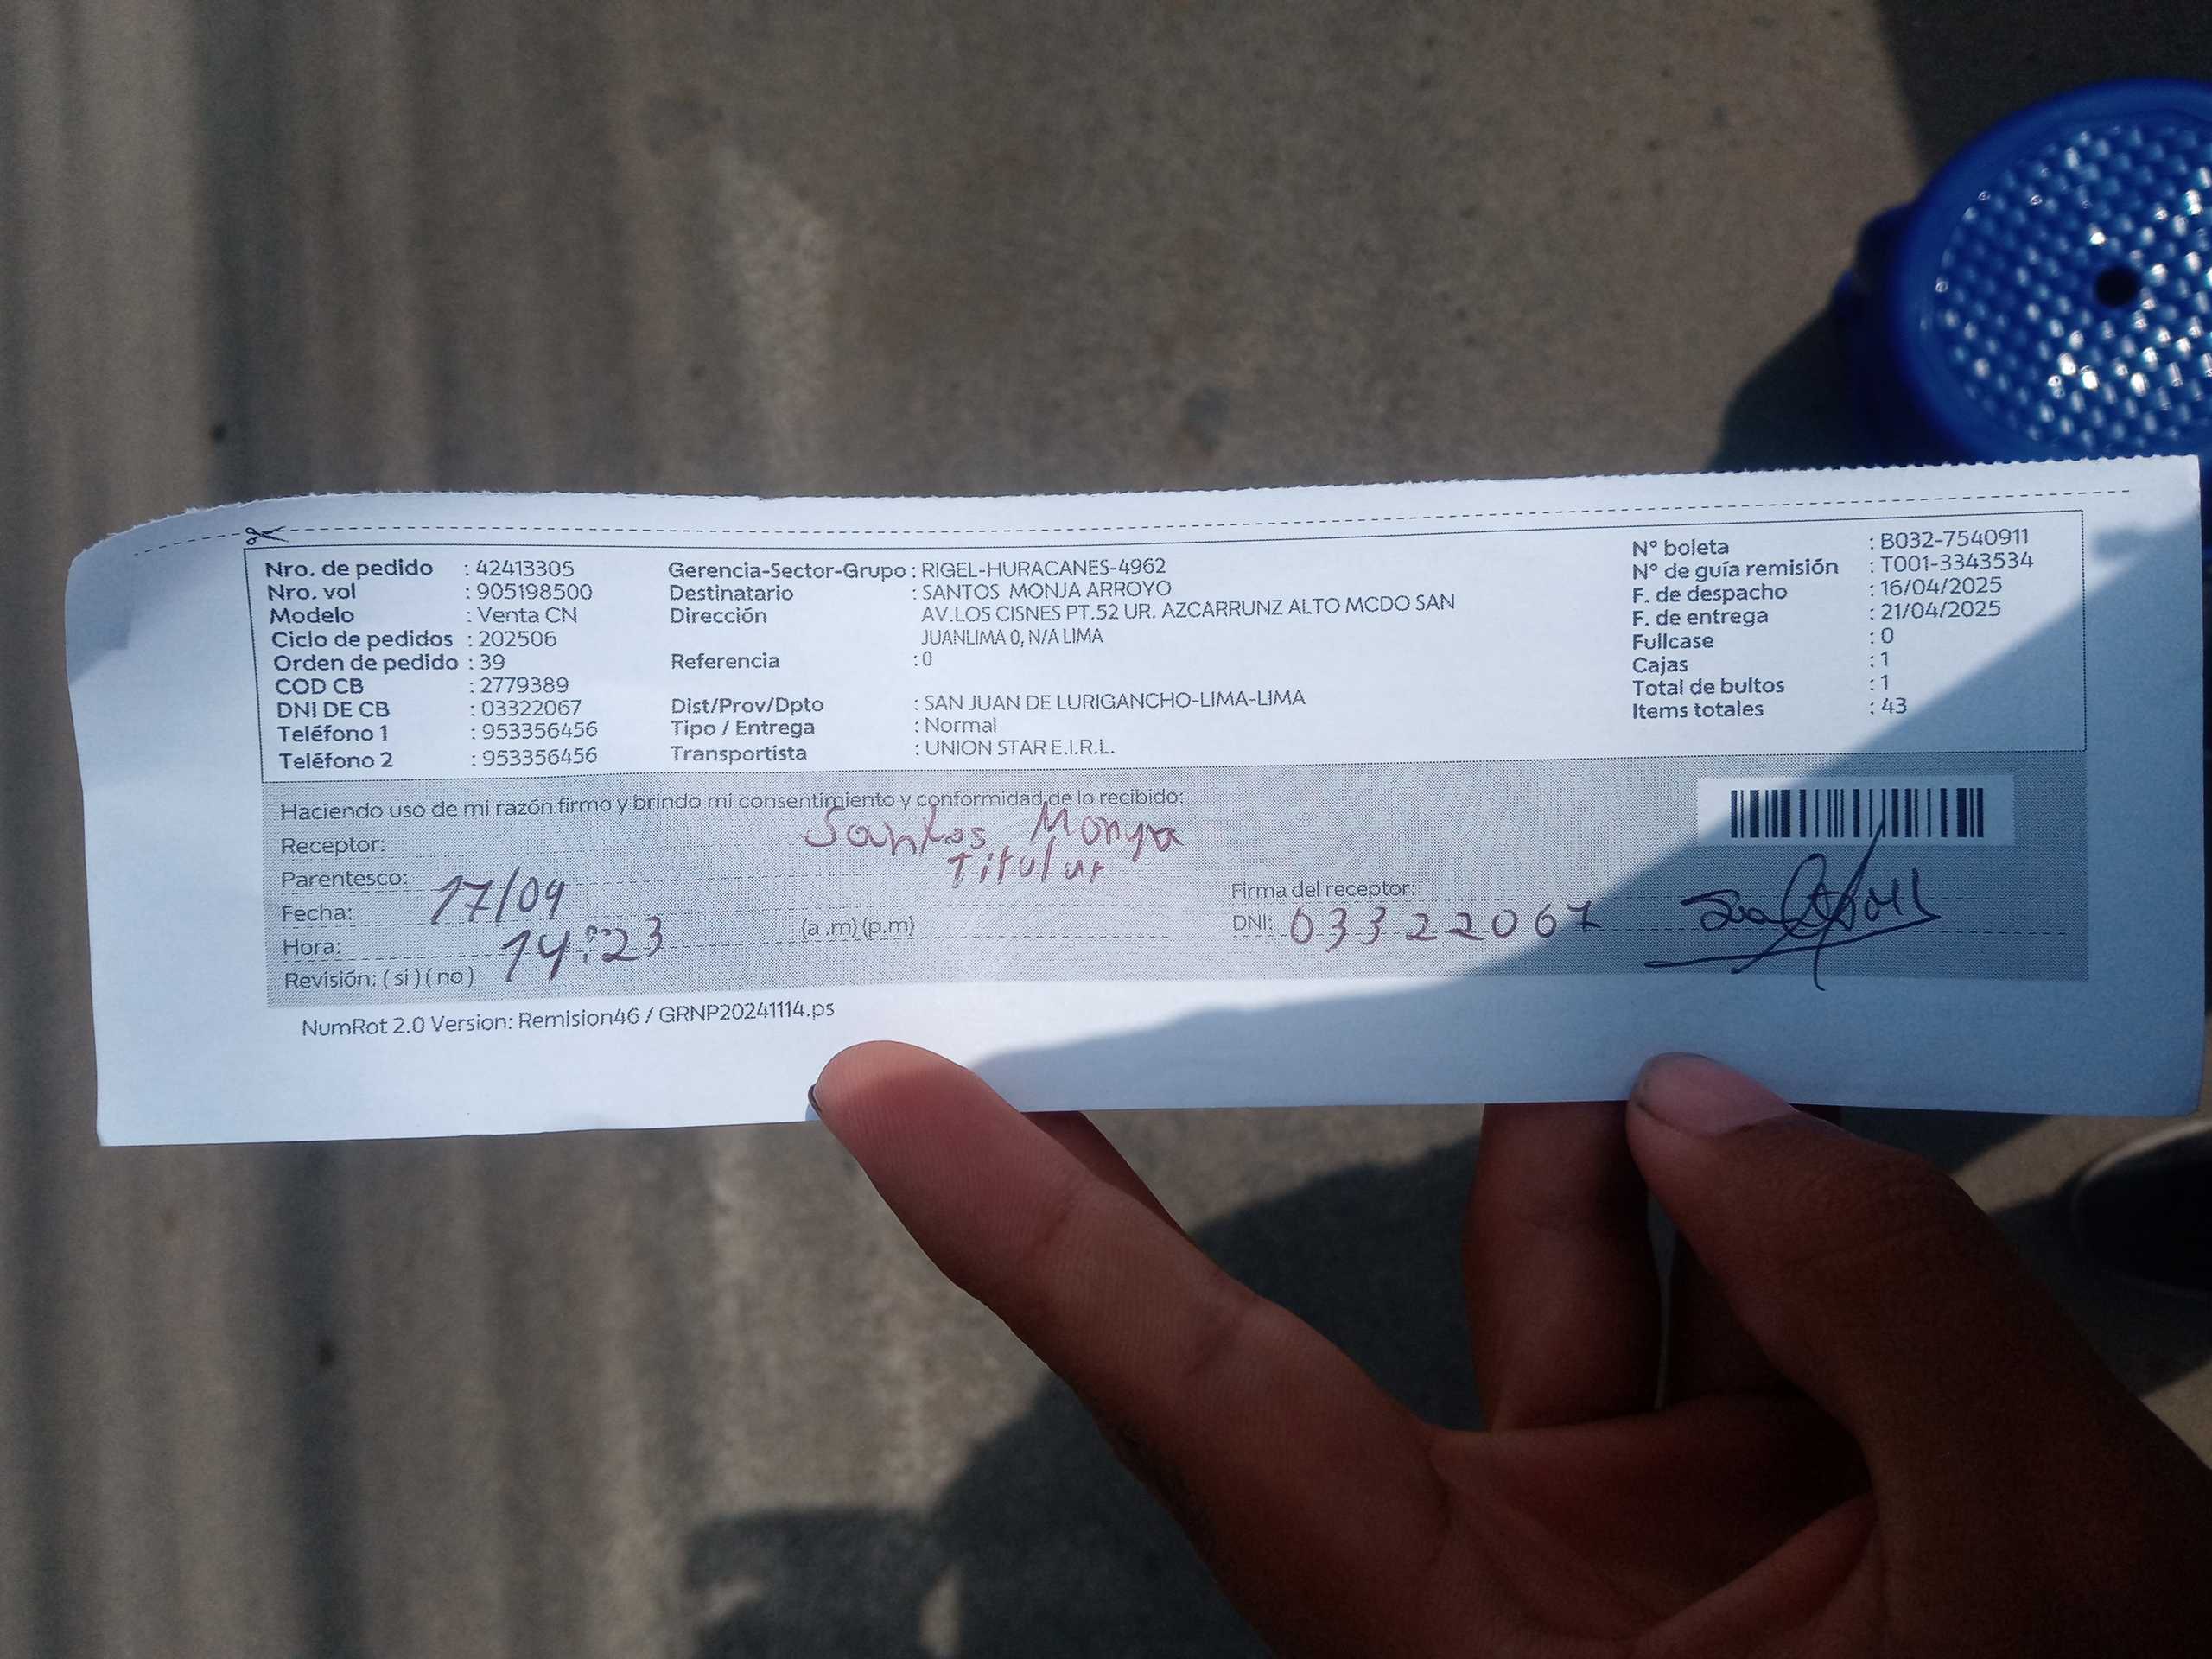 Nro. de pedido : 42413305 Gerencia-Sector-Grupo : RIGEL-HURACANES-4962 N° boleta : B032-7540911
Nro. vol : 905198500 Destinatario : SANTOS MONJA ARROYO N° de guía remisión : T001-3343534
Modelo : Venta CN Dirección AV.LOS CISNES PT.52 UR. AZCARRUNZ ALTO MCDO SAN F. de despacho : 16/04/2025
Ciclo de pedidos : 202506 JUANLIMA 0, N/A LIMA F. de entrega : 21/04/2025
Orden de pedido : 39 Referencia : 0 Fullcase : 0
COD CB : 2779389 Cajas : 1
DNI DE CB : 03322067 Dist/Prov/Dpto : SAN JUAN DE LURIGANCHO-LIMA-LIMA Total de bultos : 1
Teléfono 1 : 953356456 Tipo / Entrega : Normal Items totales : 43
Teléfono 2 : 953356456 Transportista : UNION STAR E.I.R.L.
Haciendo uso de mi razón firmo y brindo mi consentimiento y conformidad de lo recibido:
Receptor: Santos Monya
Parentesco: Titular
Fecha: 17/04 Firma del receptor:
Hora: 14:23 (a .m) (p.m) DNI: 03322067
Revisión: ( si ) ( no )
NumRot 2.0 Version: Remision46 / GRNP20241114.ps